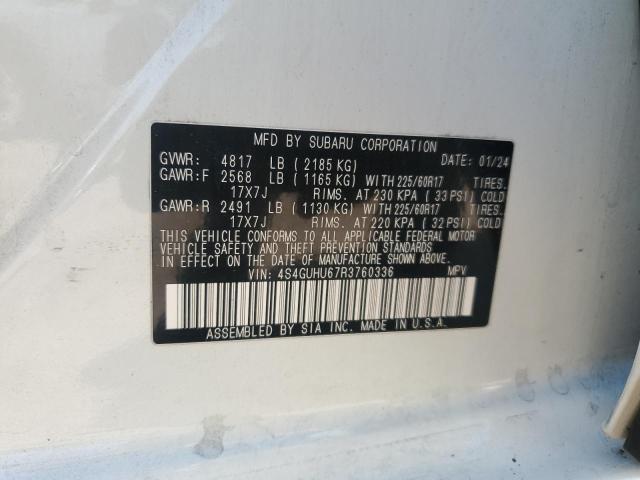 MFD BY SUBARU CORPORATION
GVWR: 4817 LB ( 2185 KG) DATE: 01/24
GAWR: F 2568 LB ( 1165 KG) WITH 225/60R17 TIRES.
17X7J RIMS. AT 230 KPA ( 33 PSI) COLD
GAWR: R 2491 LB ( 1130 KG) WITH 225/60R17 TIRES.
17X7J RIMS. AT 220 KPA ( 32 PSI) COLD
THIS VEHICLE CONFORMS TO ALL APPLICABLE FEDERAL MOTOR
VEHICLE SAFETY AND THEFT PREVENTION STANDARDS
IN EFFECT ON THE DATE OF MANUFACTURE SHOWN ABOVE.
VIN: 4S4GUHU67R3760336 MPV
ASSEMBLED BY SIA INC. MADE IN U.S.A.